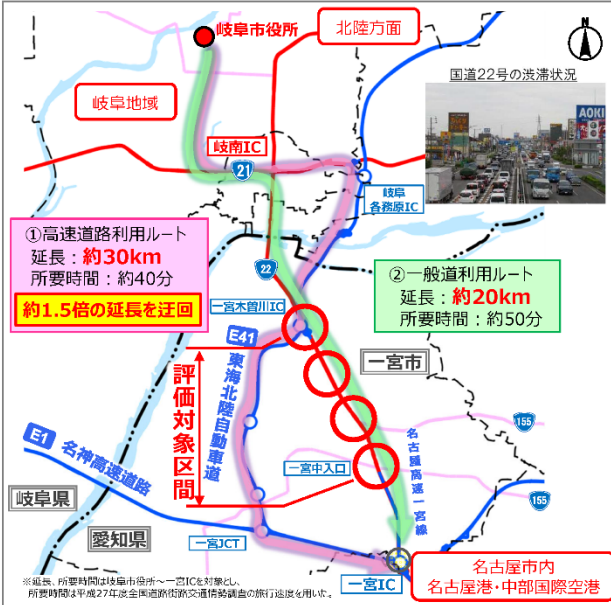 岐阜市役所
北陸方面
国道22号の渋滞状況
AOKI
岐阜地域
岐南IC
21
岐阜
各務原IC
①高速道路利用ルート
延長：約30km
所要時間：約40分
約1.5倍の延長を迂回
22
②一般道利用ルート
延長：約20km
所要時間：約50分
一宮木曽川IC
E41
東海北陸自動車道
評価対象区間
一宮市
155
E1
名神高速道路
一宮中入口
名古屋高速一宮線
155
岐阜県
愛知県
一宮JCT
一宮IC
名古屋市内
名古屋港・中部国際空港
※延長、所要時間は岐阜市役所～一宮ICを対象とし、
所要時間は平成27年度全国道路街路交通情勢調査の旅行速度を用いた。